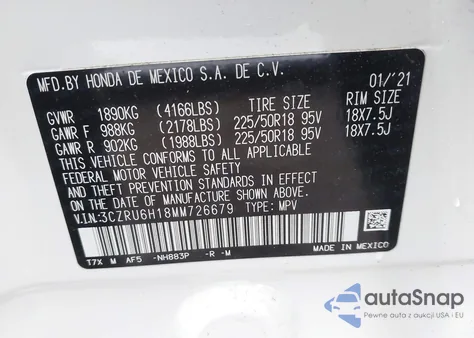 MFD.BY HONDA DE MEXICO S.A. DE C.V. 01/'21
GVWR 1890KG (4166LBS) TIRE SIZE RIM SIZE
GAWR F 988KG (2178LBS) 225/50R18 95V 18X7.5J
GAWR R 902KG (1988LBS) 225/50R18 95V 18X7.5J
THIS VEHICLE CONFORMS TO ALL APPLICABLE
FEDERAL MOTOR VEHICLE SAFETY, BUMPER, AND
THEFT PREVENTION STANDARDS IN EFFECT ON
THE DATE OF MANUFACTURE SHOWN ABOVE.
V.I.N:3CZRU6H18MM726679 TYPE: MPV
T7X M AF5 -NH883P -R -M
MADE IN MEXICO
autoSnap
Pewne auta z USA i EU